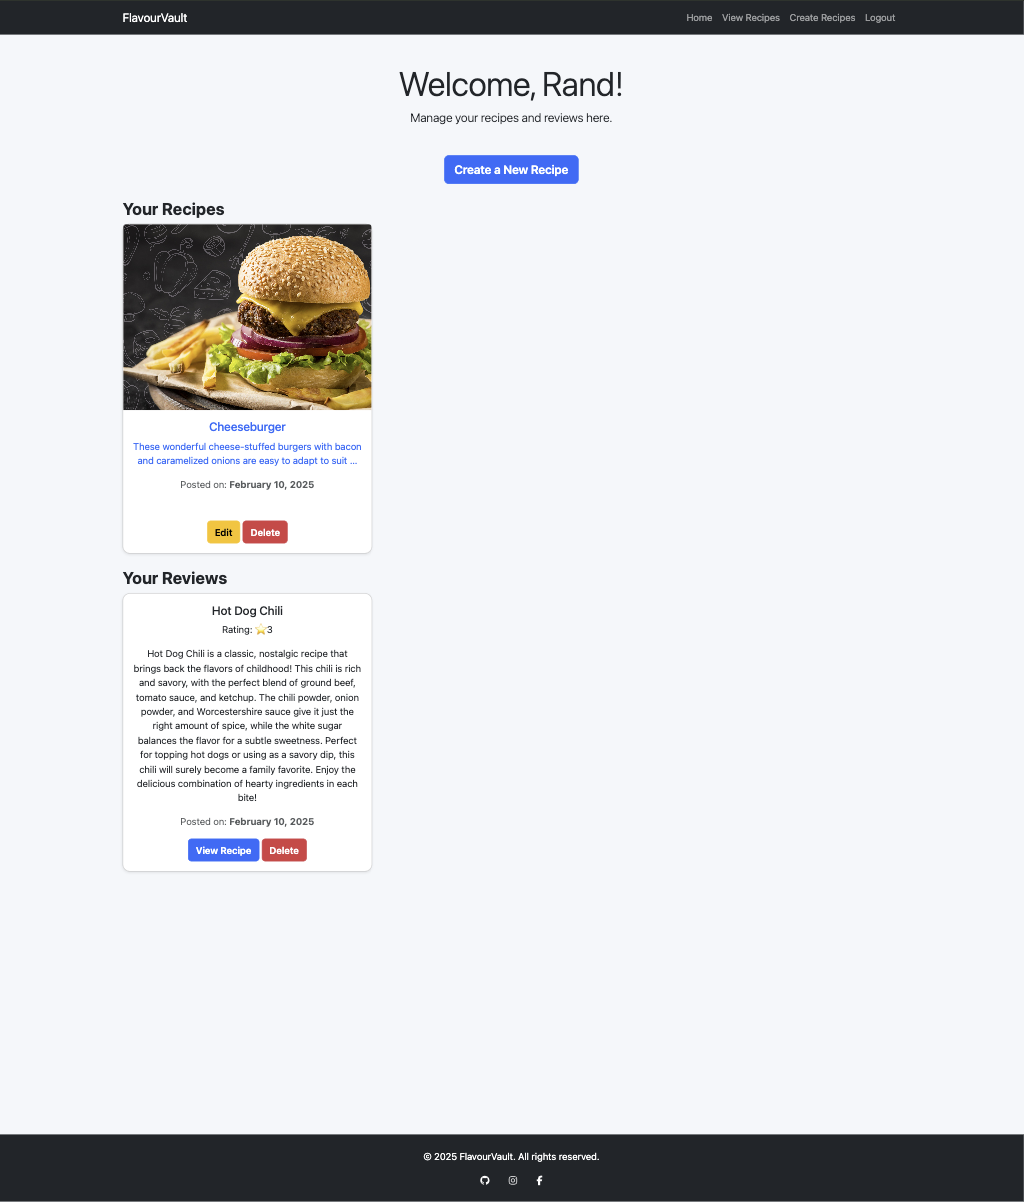 FlavourVault
Home View Recipes Create Recipes Logout
Welcome, Rand!
Manage your recipes and reviews here.
Create a New Recipe
Your Recipes
Cheeseburger
These wonderful cheese-stuffed burgers with bacon
and caramelized onions are easy to adapt to suit ...
Posted on: February 10, 2025
Edit Delete
Your Reviews
Hot Dog Chili
Rating: ⭐3
Hot Dog Chili is a classic, nostalgic recipe that
brings back the flavors of childhood! This chili is rich
and savory, with the perfect blend of ground beef,
tomato sauce, and ketchup. The chili powder, onion
powder, and Worcestershire sauce give it just the
right amount of spice, while the white sugar
balances the flavor for a subtle sweetness. Perfect
for topping hot dogs or using as a savory dip, this
chili will surely become a family favorite. Enjoy the
delicious combination of hearty ingredients in each
bite!
Posted on: February 10, 2025
View Recipe Delete
© 2025 FlavourVault. All rights reserved.